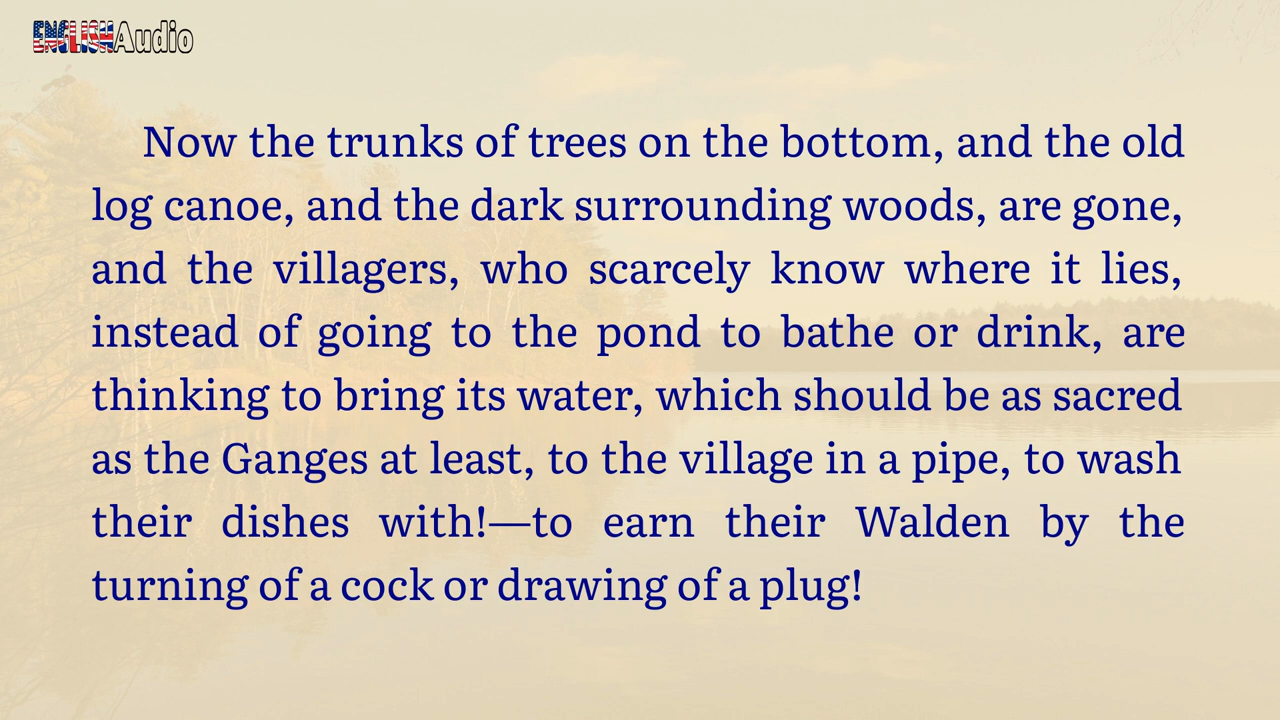 ENGLISHAudio
Now the trunks of trees on the bottom, and the old
log canoe, and the dark surrounding woods, are gone,
and the villagers, who scarcely know where it lies,
instead of going to the pond to bathe or drink, are
thinking to bring its water, which should be as sacred
as the Ganges at least, to the village in a pipe, to wash
their dishes with!—to earn their Walden by the
turning of a cock or drawing of a plug!